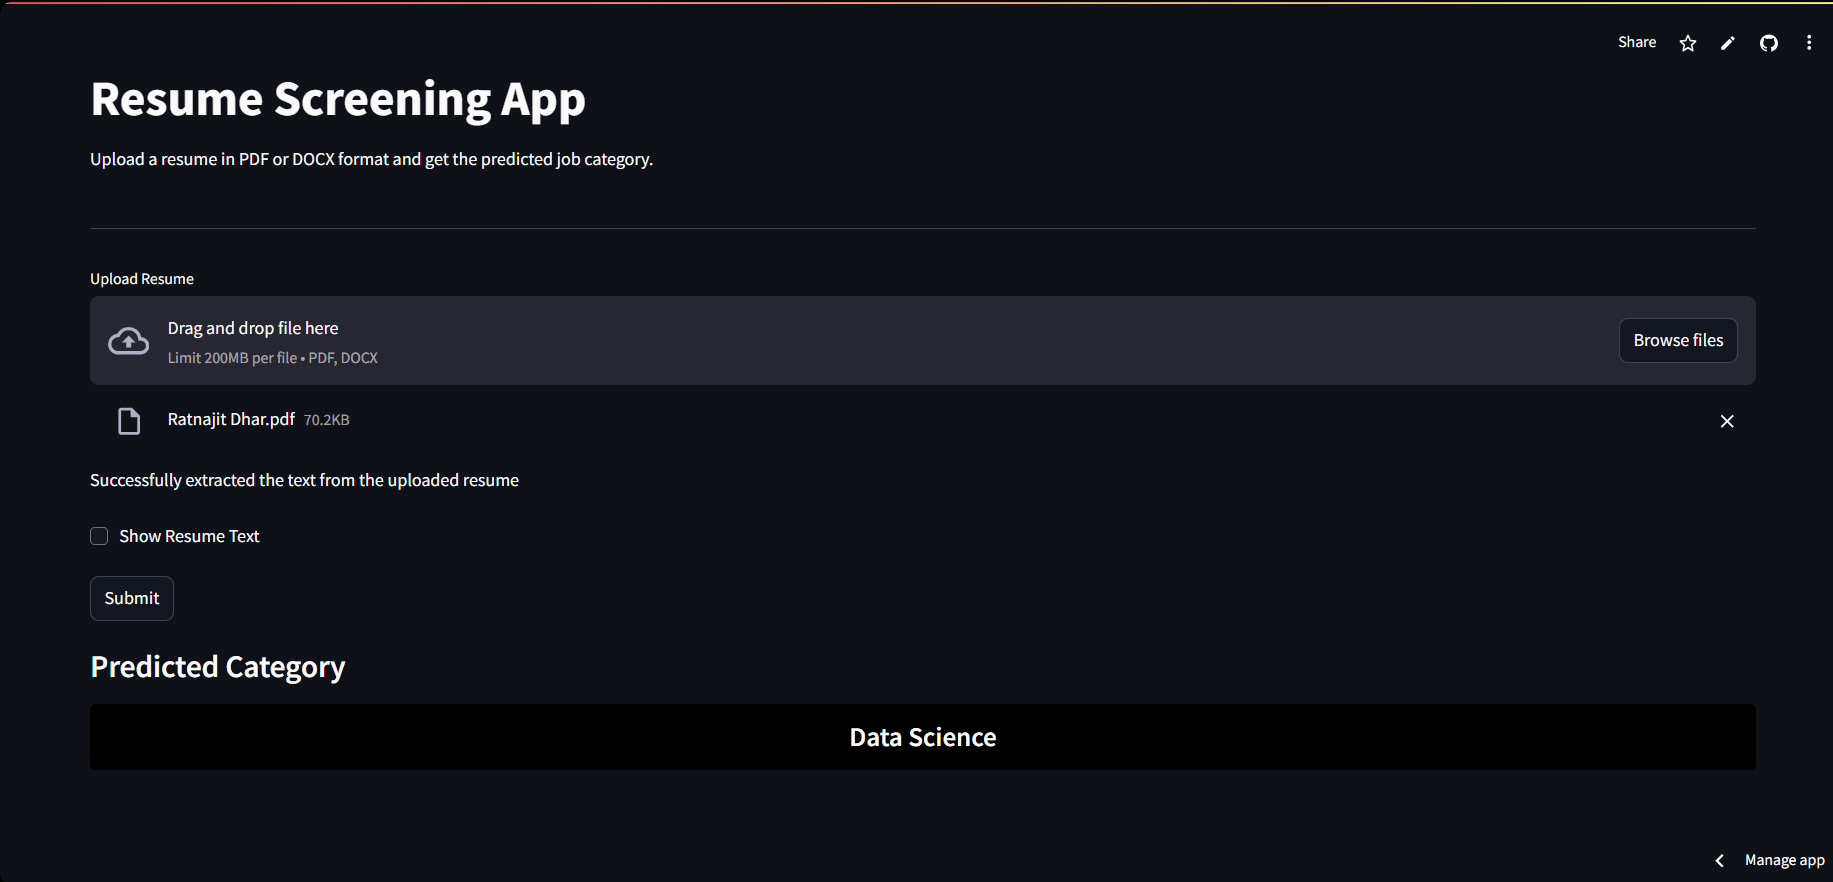 Share
Resume Screening App
Upload a resume in PDF or DOCX format and get the predicted job category.
Upload Resume
Drag and drop file here
Limit 200MB per file • PDF, DOCX
Browse files
Ratnajit Dhar.pdf 70.2KB
Successfully extracted the text from the uploaded resume
Show Resume Text
Submit
Predicted Category
Data Science
Manage app